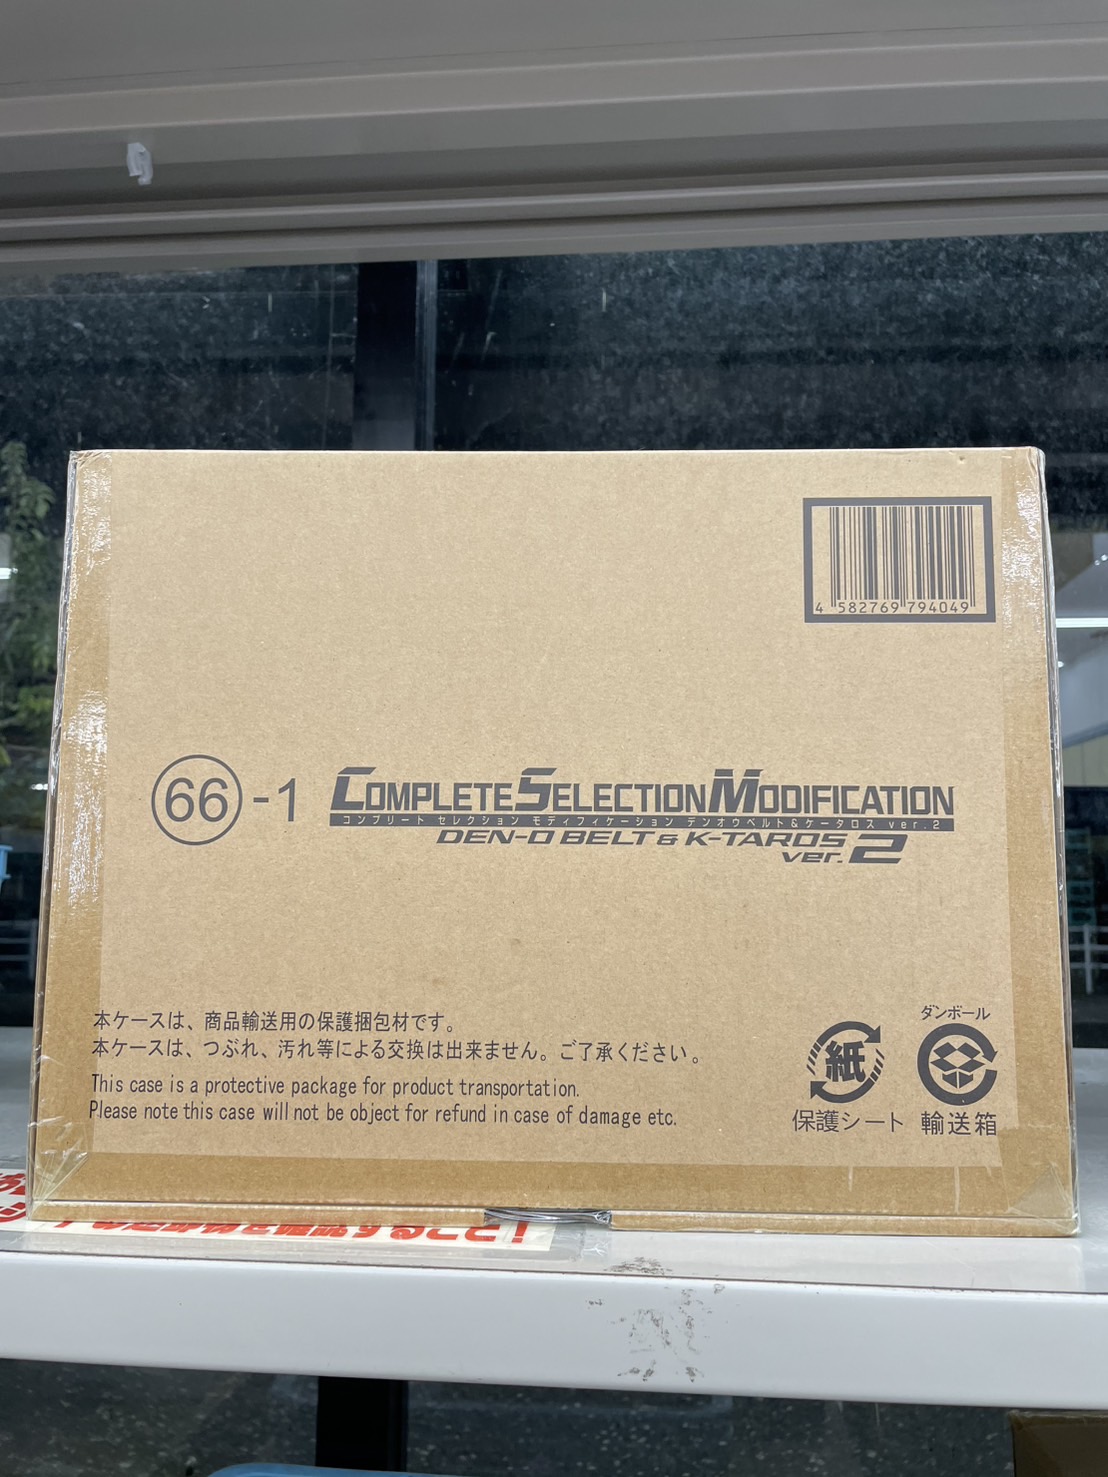 4 582769 794049
66-1 COMPLETE SELECTION MODIFICATION
コンプリート セレクション モディフィケーション デンオウベルト&ケータロス ver.2
DEN-O BELT & K-TAROS
ver. 2
本ケースは、商品輸送用の保護捆包材です。
本ケースは、つぶれ、汚れ等による交換は出来ません。ご了承ください。
This case is a protective package for product transportation.
Please note this case will not be object for refund in case of damage etc.
紙
保護シート
ダンボール
輸送箱
すること!